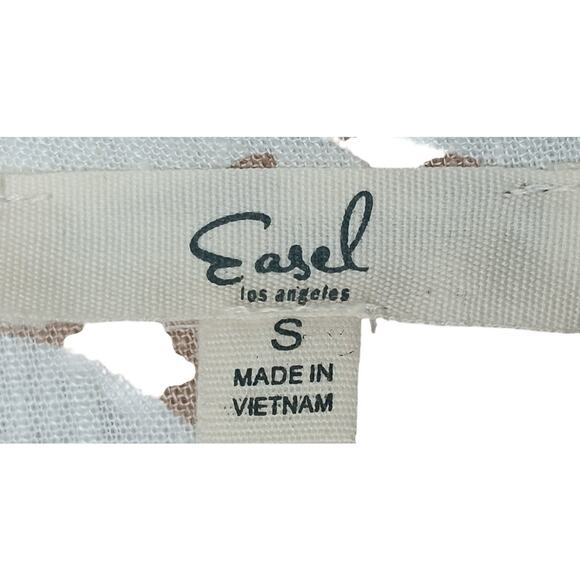 Easel
los angeles
S
MADE IN
VIETNAM